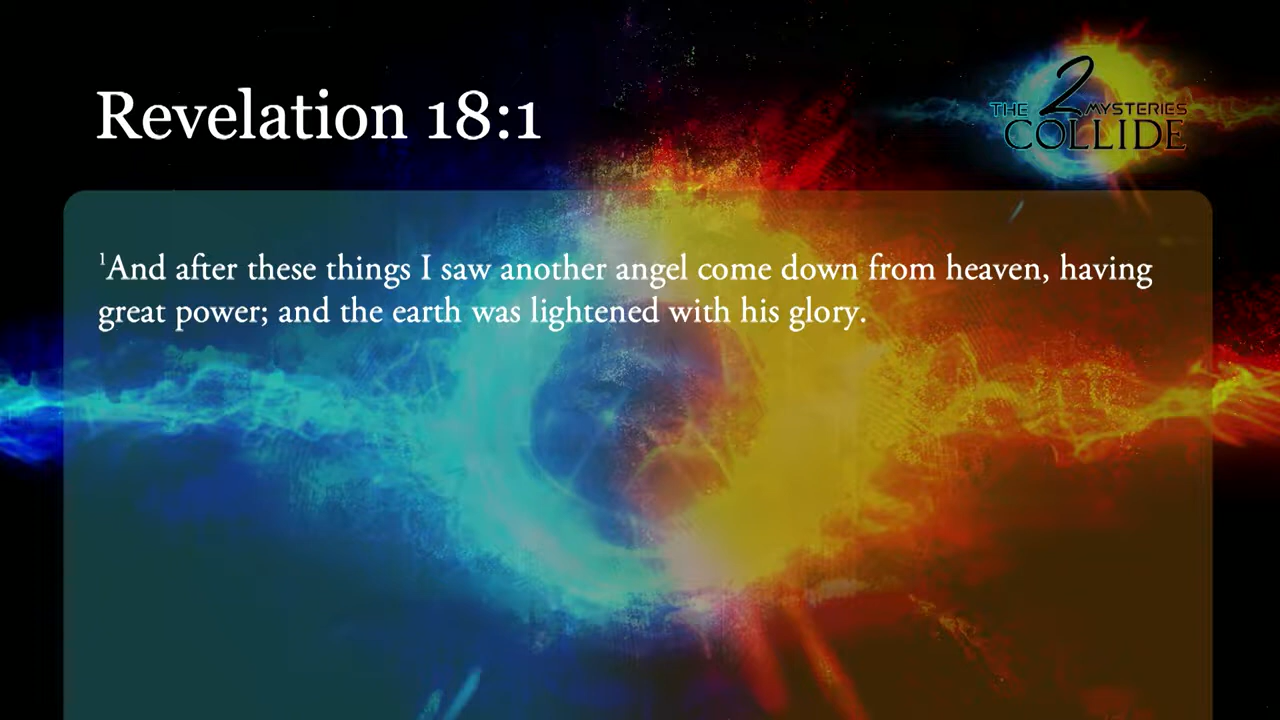 Revelation 18:1
THE 2 MYSTERIES
COLLIDE
¹And after these things I saw another angel come down from heaven, having
great power; and the earth was lightened with his glory.